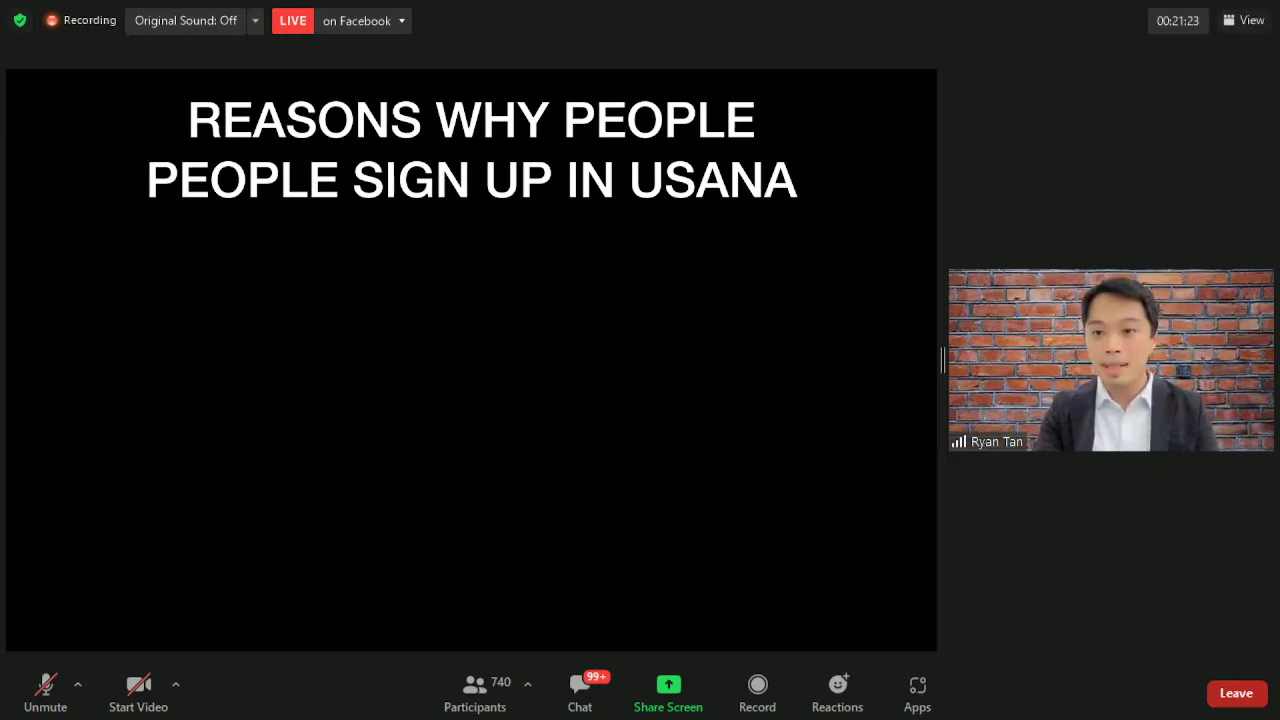 Recording
Original Sound: Off
LIVE
on Facebook
00:21:23
View
REASONS WHY PEOPLE
PEOPLE SIGN UP IN USANA
Ryan Tan
Unmute
Start Video
740
Participants
99+
Chat
Share Screen
Record
Reactions
Apps
Leave